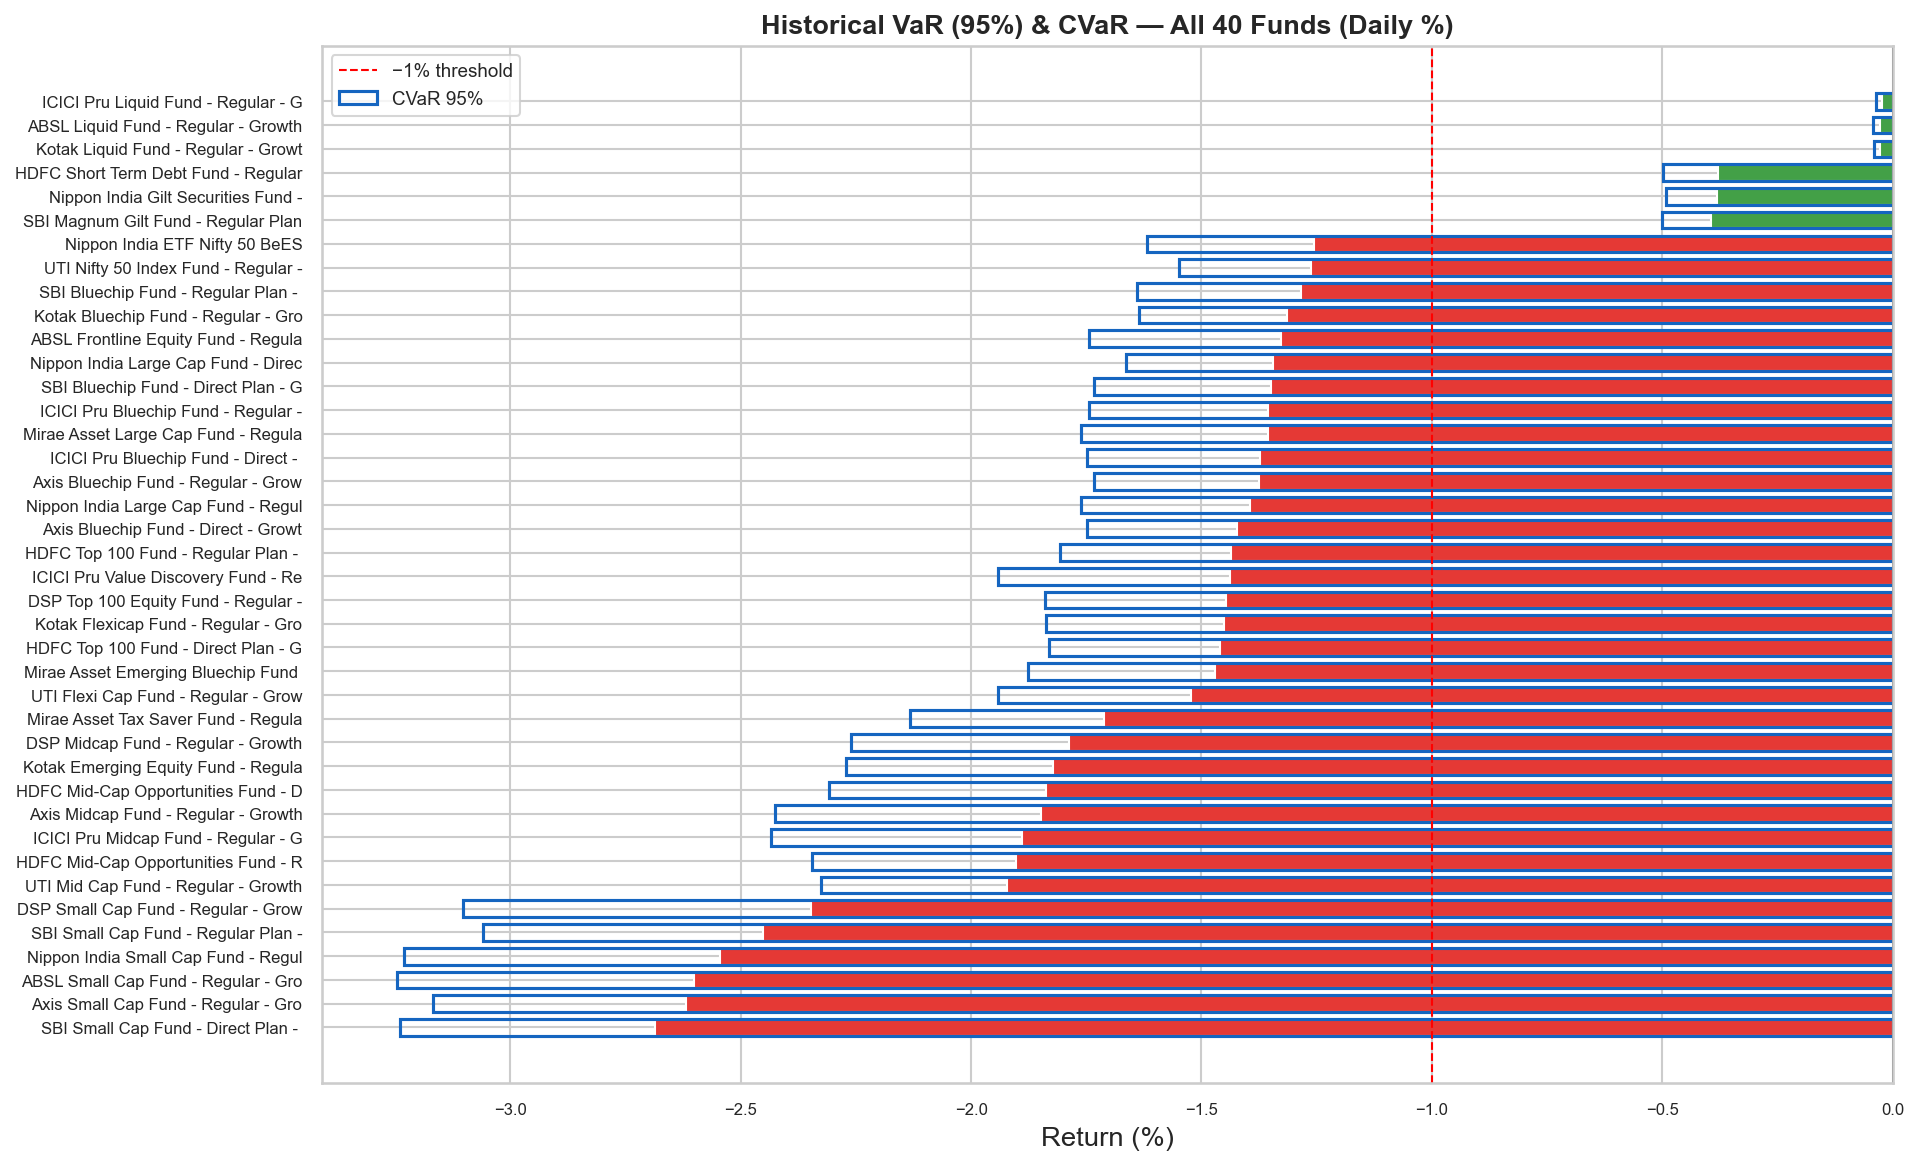 Historical VaR (95%) & CVaR — All 40 Funds (Daily %)
−1% threshold
CVaR 95%
ICICI Pru Liquid Fund - Regular - G
ABSL Liquid Fund - Regular - Growth
Kotak Liquid Fund - Regular - Growt
HDFC Short Term Debt Fund - Regular
Nippon India Gilt Securities Fund -
SBI Magnum Gilt Fund - Regular Plan
Nippon India ETF Nifty 50 BeES
UTI Nifty 50 Index Fund - Regular -
SBI Bluechip Fund - Regular Plan -
Kotak Bluechip Fund - Regular - Gro
ABSL Frontline Equity Fund - Regula
Nippon India Large Cap Fund - Direc
SBI Bluechip Fund - Direct Plan - G
ICICI Pru Bluechip Fund - Regular -
Mirae Asset Large Cap Fund - Regula
ICICI Pru Bluechip Fund - Direct -
Axis Bluechip Fund - Regular - Grow
Nippon India Large Cap Fund - Regul
Axis Bluechip Fund - Direct - Growt
HDFC Top 100 Fund - Regular Plan -
ICICI Pru Value Discovery Fund - Re
DSP Top 100 Equity Fund - Regular -
Kotak Flexicap Fund - Regular - Gro
HDFC Top 100 Fund - Direct Plan - G
Mirae Asset Emerging Bluechip Fund
UTI Flexi Cap Fund - Regular - Grow
Mirae Asset Tax Saver Fund - Regula
DSP Midcap Fund - Regular - Growth
Kotak Emerging Equity Fund - Regula
HDFC Mid-Cap Opportunities Fund - D
Axis Midcap Fund - Regular - Growth
ICICI Pru Midcap Fund - Regular - G
HDFC Mid-Cap Opportunities Fund - R
UTI Mid Cap Fund - Regular - Growth
DSP Small Cap Fund - Regular - Grow
SBI Small Cap Fund - Regular Plan -
Nippon India Small Cap Fund - Regul
ABSL Small Cap Fund - Regular - Gro
Axis Small Cap Fund - Regular - Gro
SBI Small Cap Fund - Direct Plan -
−3.0 −2.5 −2.0 −1.5 −1.0 −0.5 0.0
Return (%)